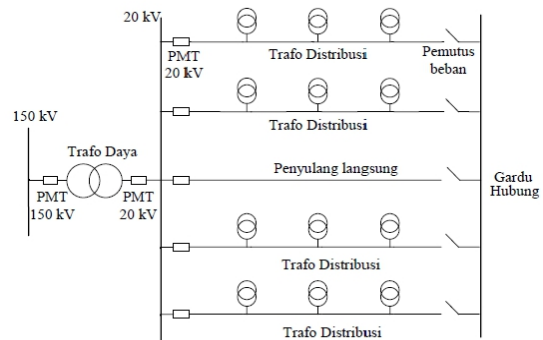 20 kV
PMT
20 kV
Trafo Distribusi
Pemutus
beban
Trafo Distribusi
150 kV
Trafo Daya
PMT
150 kV
PMT
20 kV
Penyulang langsung
Gardu
Hubung
Trafo Distribusi
Trafo Distribusi